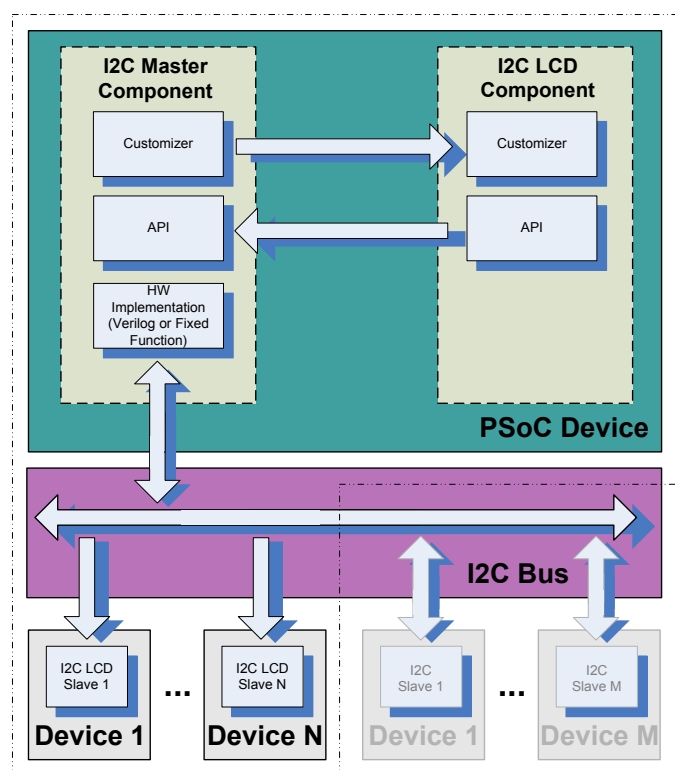 I2C Master
Component
I2C LCD
Component
Customizer
Customizer
API
API
HW
Implementation
(Verilog or Fixed
Function)
PSoC Device
I2C Bus
I2C LCD
Slave 1
...
I2C LCD
Slave N
I2C
Slave 1
...
I2C
Slave M
Device 1
Device N
Device 1
Device M